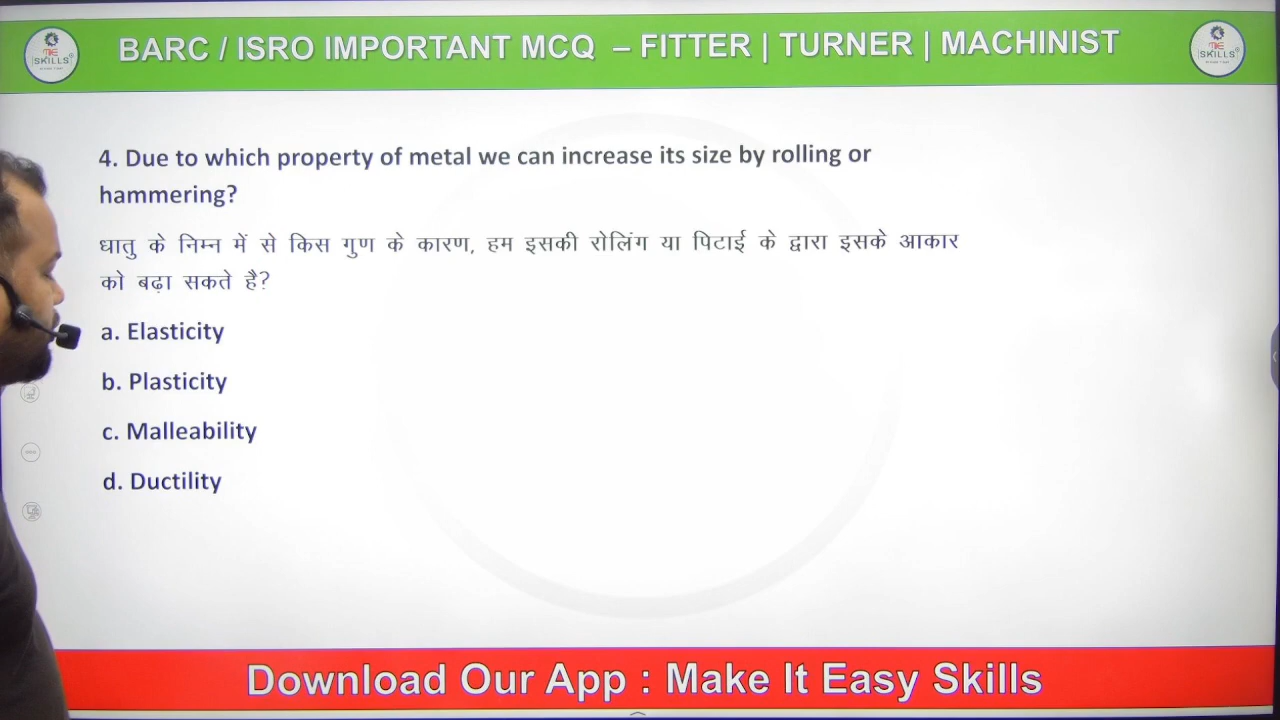 BARC / ISRO IMPORTANT MCQ – FITTER | TURNER | MACHINIST
SKILLS
SKILLS
4. Due to which property of metal we can increase its size by rolling or
hammering?
धातु के निम्न में से किस गुण के कारण, हम इसकी रोलिंग या पिटाई के द्वारा इसके आकार
को बढ़ा सकते है?
a. Elasticity
b. Plasticity
c. Malleability
d. Ductility
Download Our App : Make It Easy Skills